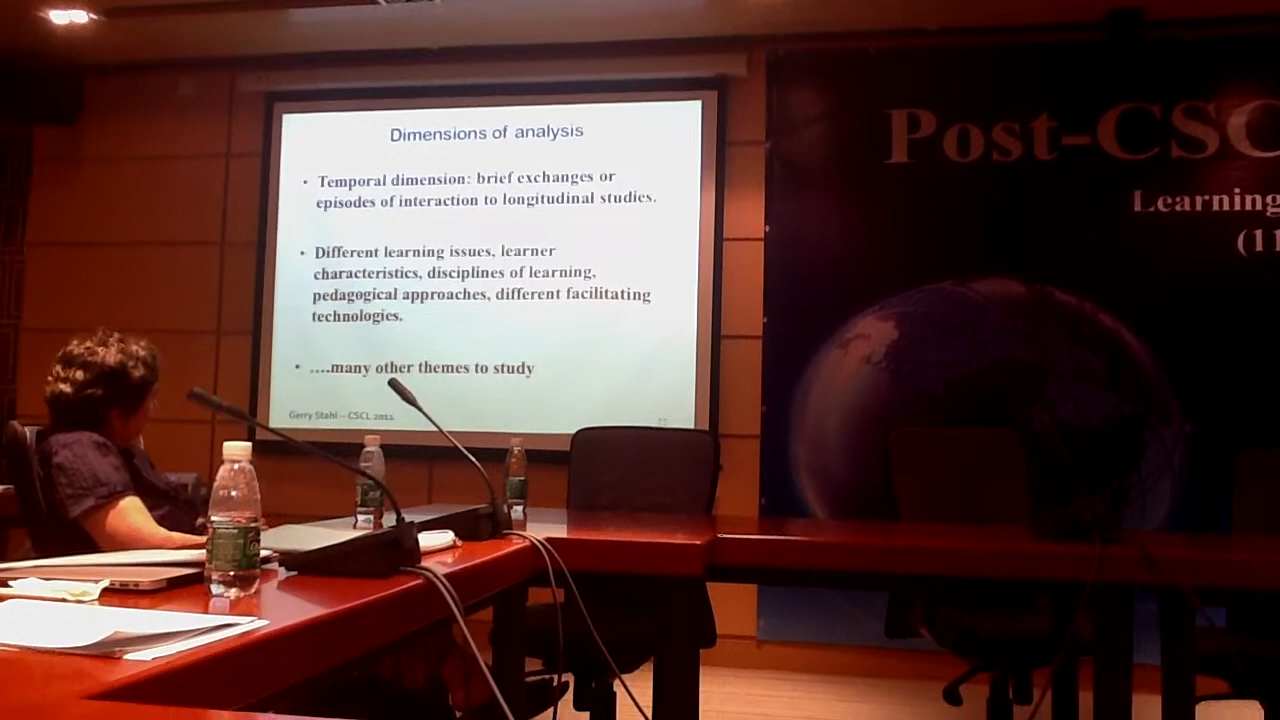 Dimensions of analysis
• Temporal dimension: brief exchanges or
episodes of interaction to longitudinal studies.
• Different learning issues, learner
characteristics, disciplines of learning,
pedagogical approaches, different facilitating
technologies.
• ....many other themes to study
Gerry Stahl – CSCL 2011
Post-CSC
Learning
(11